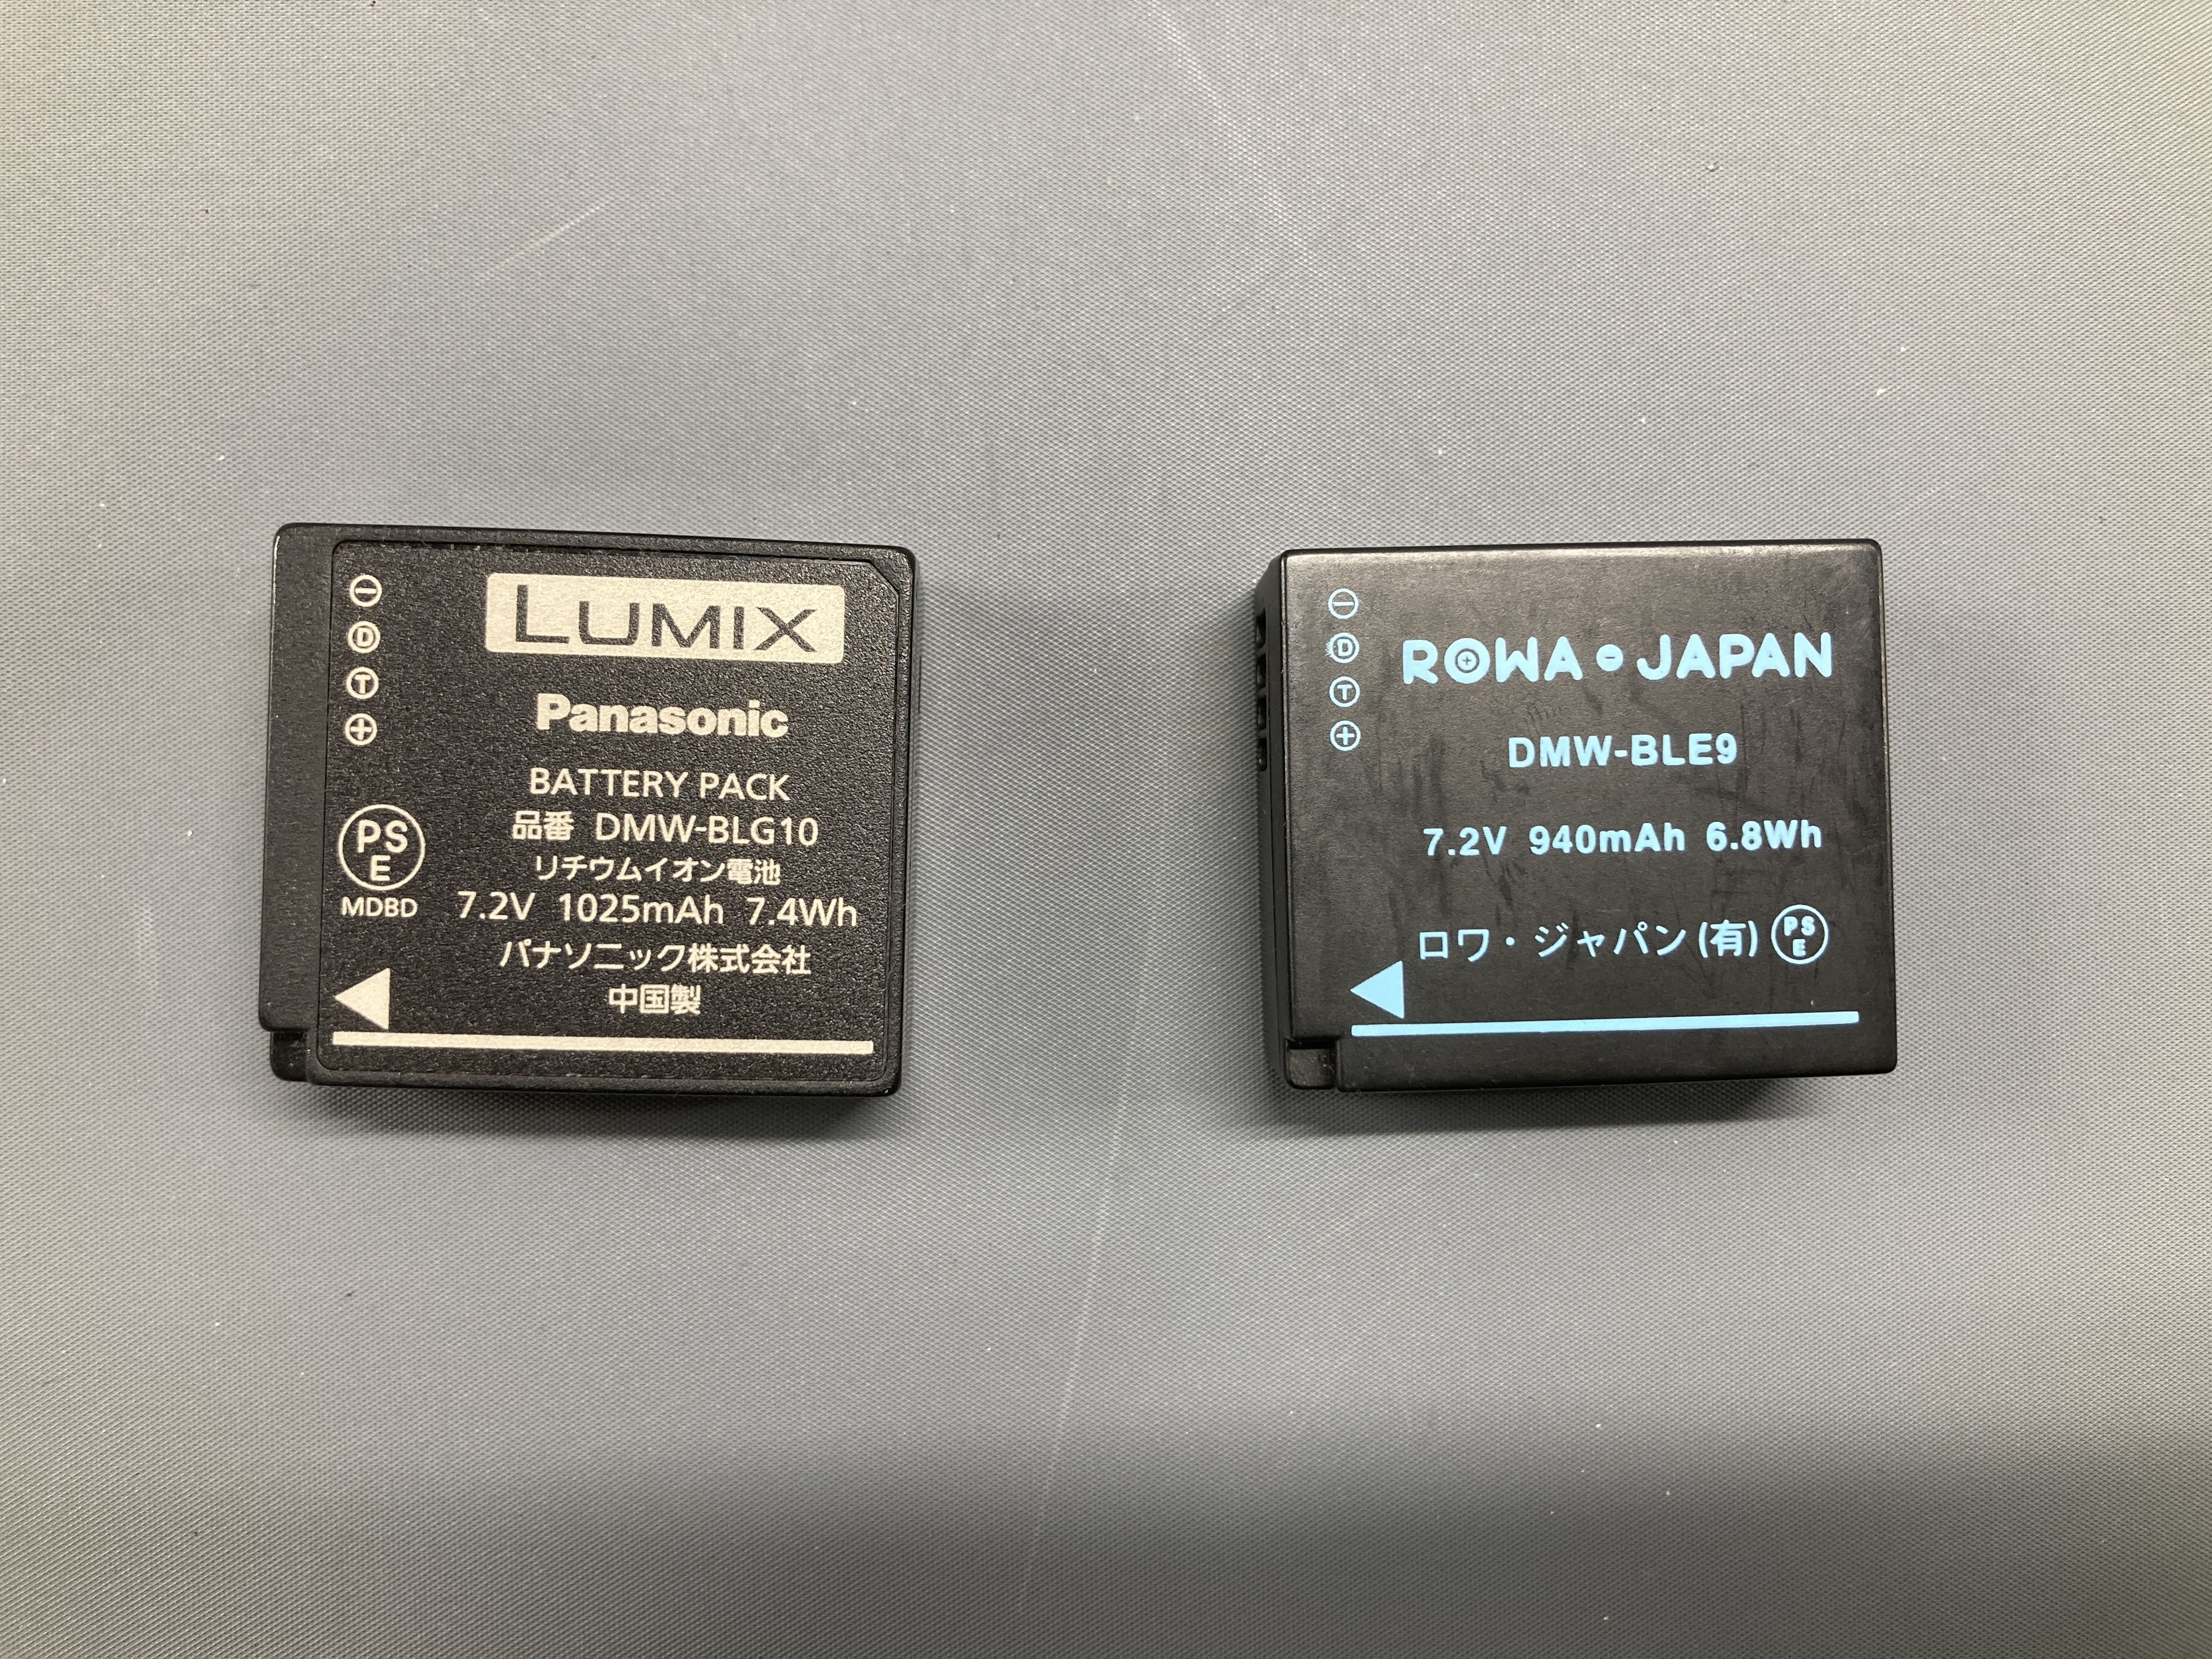 LUMIX
Panasonic
BATTERY PACK
品番 DMW-BLG10
リチウムイオン電池
7.2V 1025mAh 7.4Wh
パナソニック株式会社
中国製
⊖
D
T
⊕
PS
E
MDBD
ROWA JAPAN
DMW-BLE9
7.2V 940mAh 6.8Wh
ロワ・ジャパン(有)
PS
E
⊖
D
T
⊕